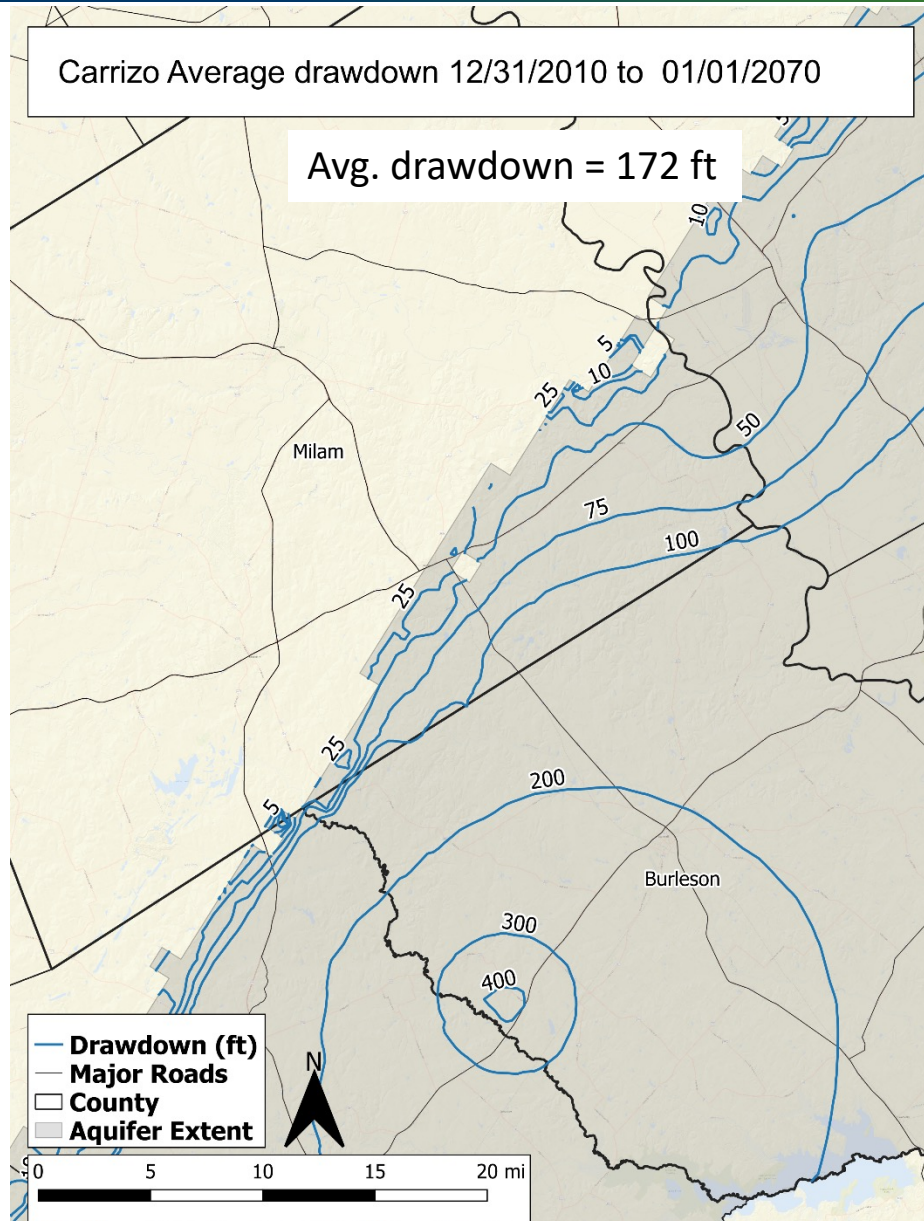 Carrizo Average drawdown 12/31/2010 to 01/01/2070
Avg. drawdown = 172 ft
5
10
5
10
25
50
Milam
75
100
25
25
200
5
Burleson
300
400
Drawdown (ft)
Major Roads
County
Aquifer Extent
N
0 5 10 15 20 mi